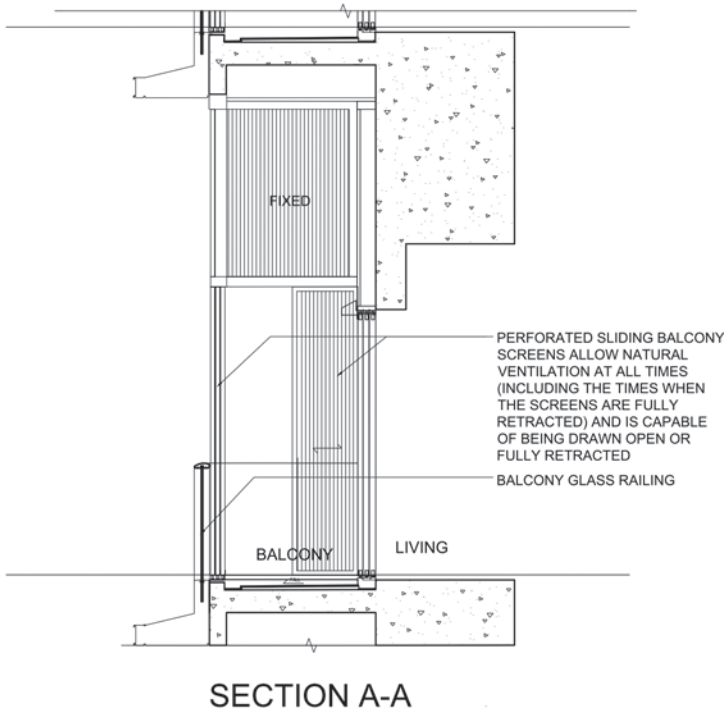 FIXED
PERFORATED SLIDING BALCONY
SCREENS ALLOW NATURAL
VENTILATION AT ALL TIMES
(INCLUDING THE TIMES WHEN
THE SCREENS ARE FULLY
RETRACTED) AND IS CAPABLE
OF BEING DRAWN OPEN OR
FULLY RETRACTED
BALCONY GLASS RAILING
BALCONY
LIVING
SECTION A-A